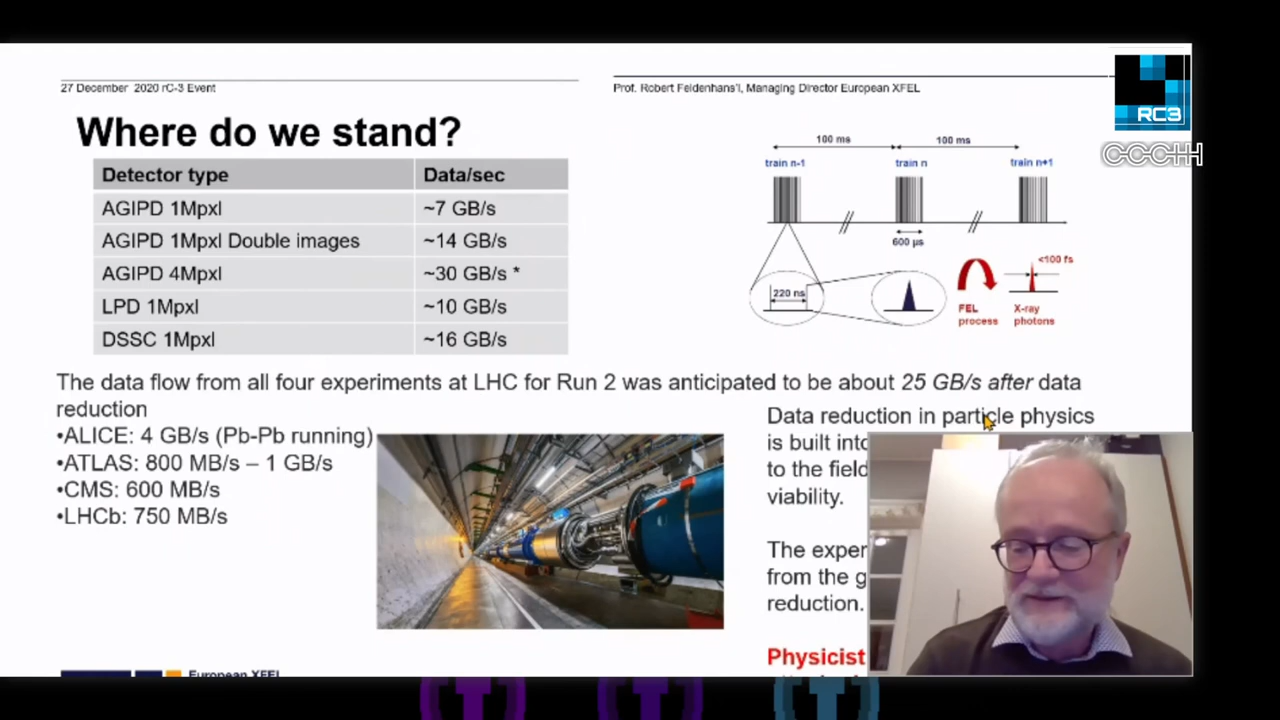 27 December 2020 rC-3 Event
Prof. Robert Feidenhans'l, Managing Director European XFEL
RC3
CCCHH
Where do we stand?
Detector type Data/sec
AGIPD 1Mpxl ~7 GB/s
AGIPD 1Mpxl Double images ~14 GB/s
AGIPD 4Mpxl ~30 GB/s *
LPD 1Mpxl ~10 GB/s
DSSC 1Mpxl ~16 GB/s
100 ms 100 ms
train n-1 train n train n+1
600 µs
<100 fs
220 ns
FEL process
X-ray photons
The data flow from all four experiments at LHC for Run 2 was anticipated to be about 25 GB/s after data
reduction
•ALICE: 4 GB/s (Pb-Pb running)
•ATLAS: 800 MB/s – 1 GB/s
•CMS: 600 MB/s
•LHCb: 750 MB/s
Data reduction in particle physics
is built into
to the field
viability.
The exper
from the g
reduction.
Physicist
European XFEL